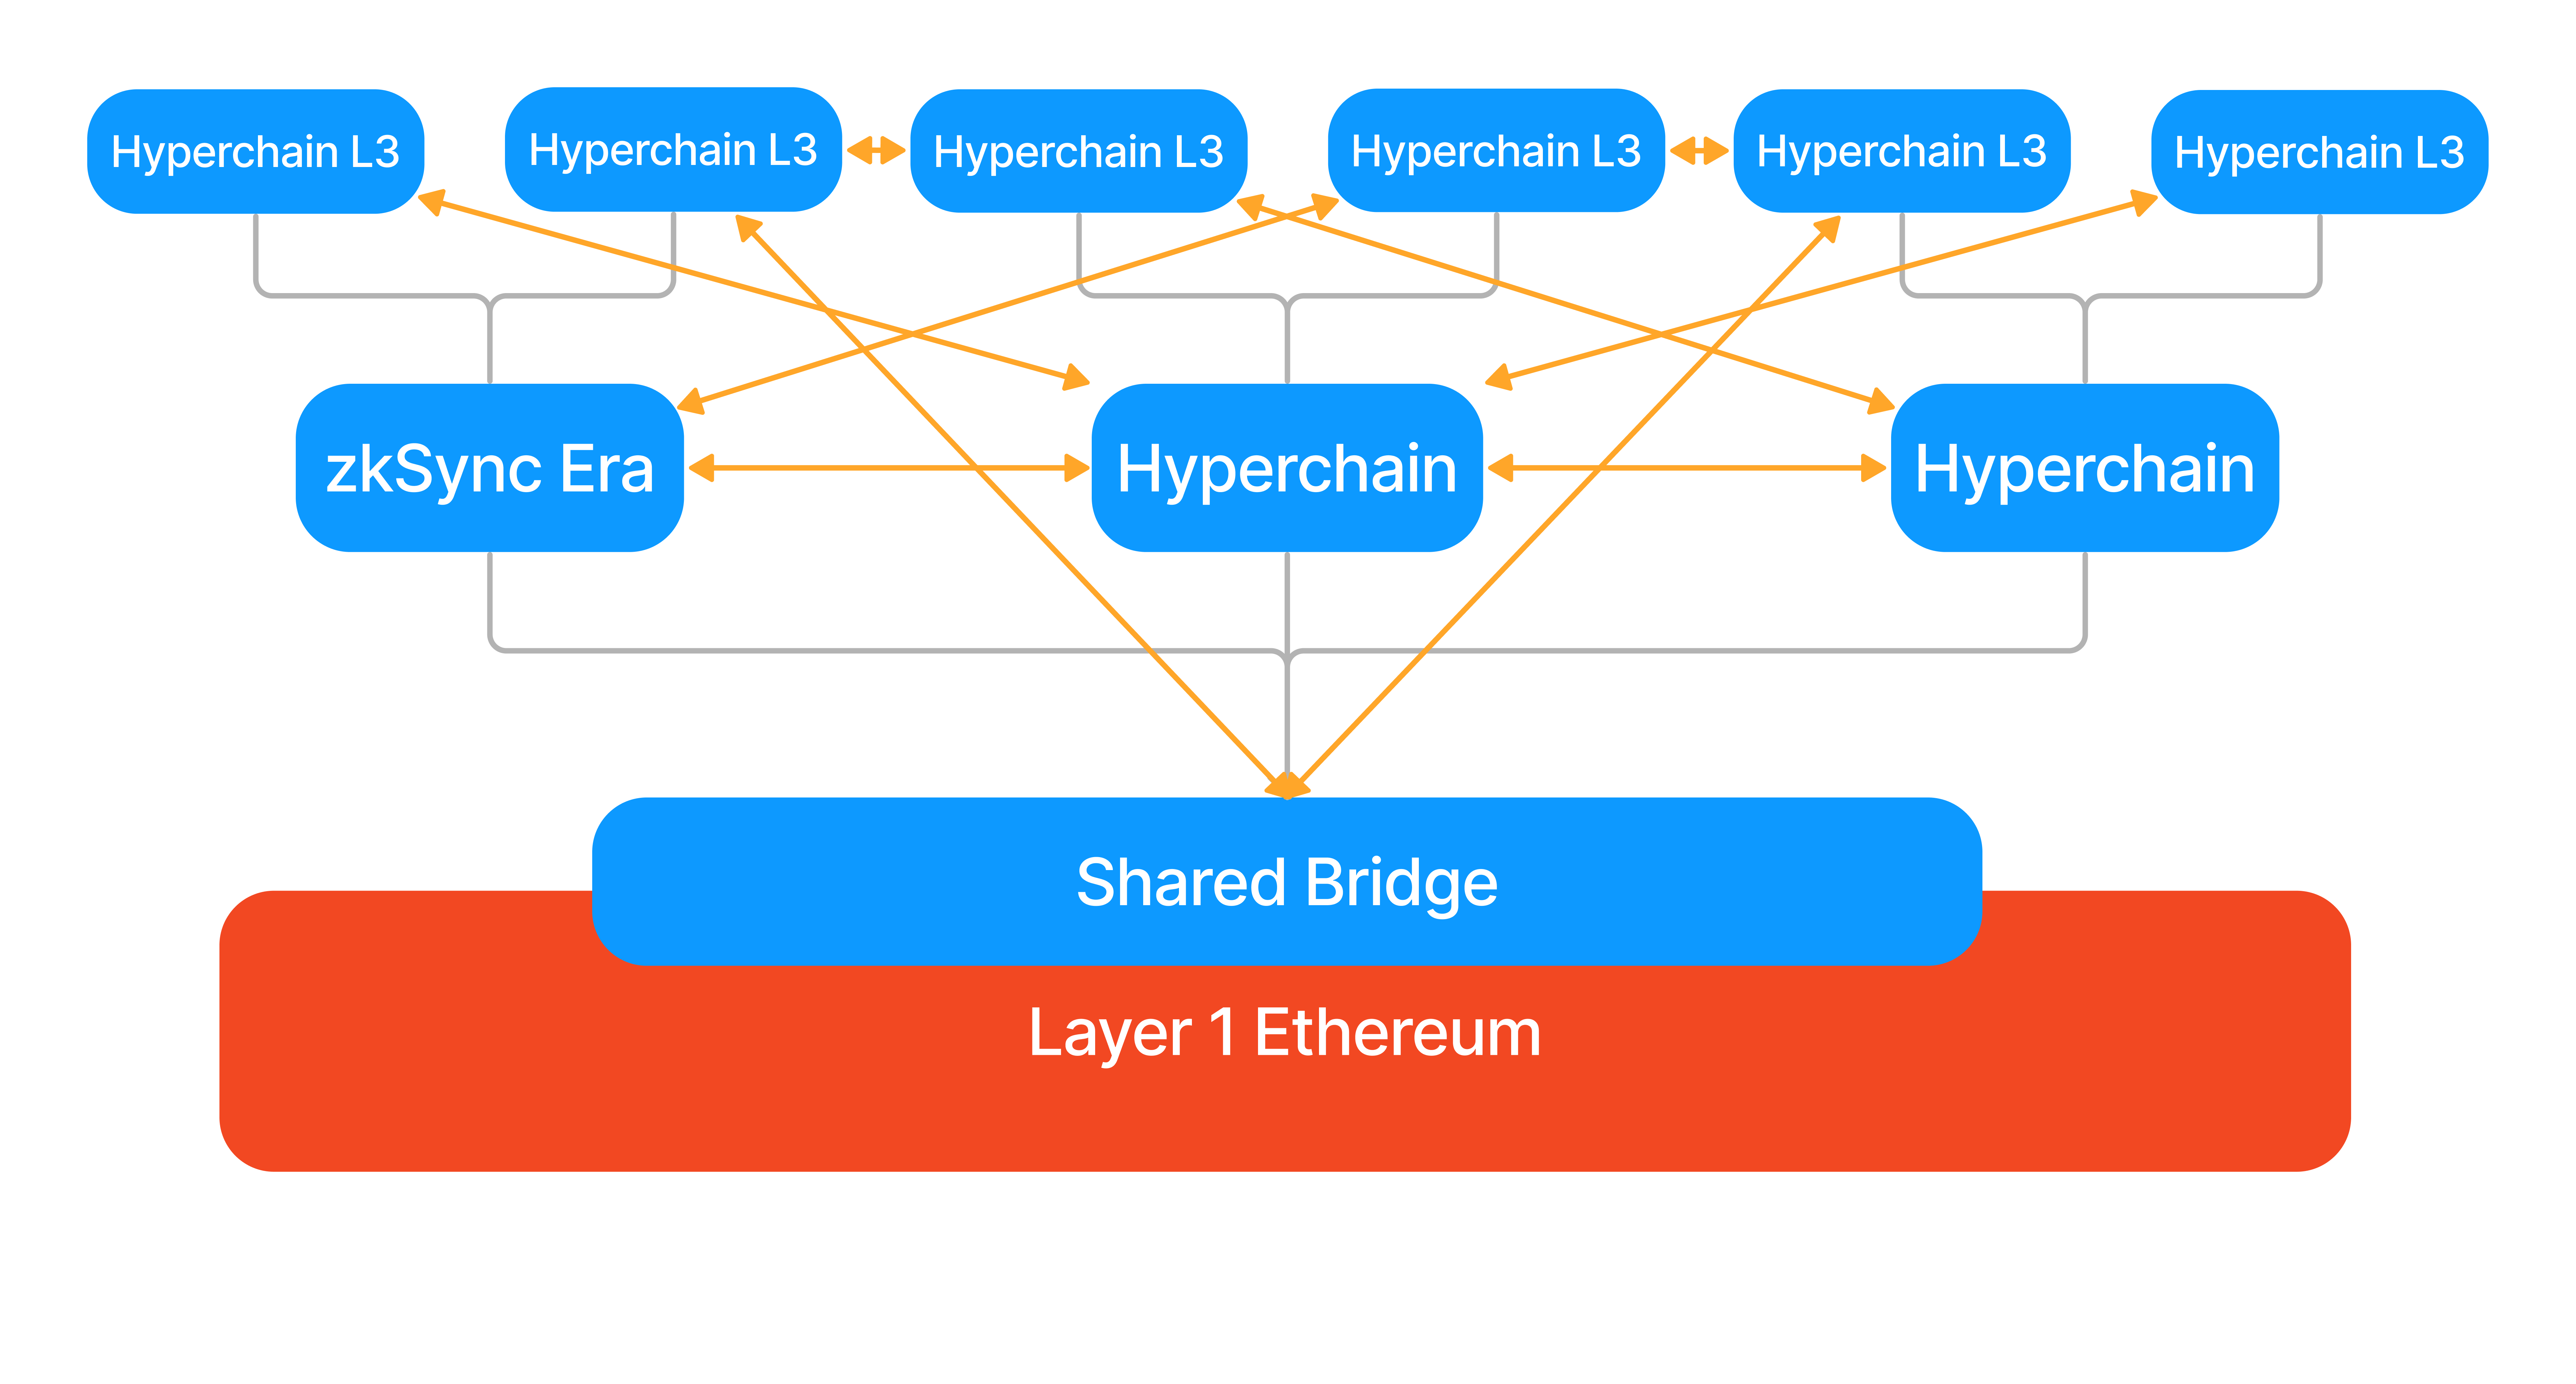 Hyperchain L3
Hyperchain L3
Hyperchain L3
Hyperchain L3
Hyperchain L3
Hyperchain L3
zkSync Era
Hyperchain
Hyperchain
Shared Bridge
Layer 1 Ethereum